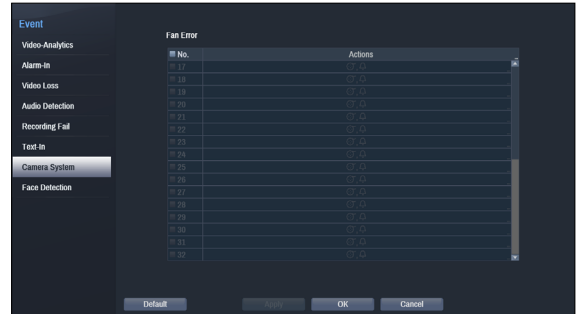 Event
Fan Error
Video-Analytics
Alarm-In
Video Loss
Audio Detection
Recording Fail
Text-In
Camera System
Face Detection
No. Actions
17
18
19
20
21
22
23
24
25
26
27
28
29
30
31
32
Default Apply OK Cancel